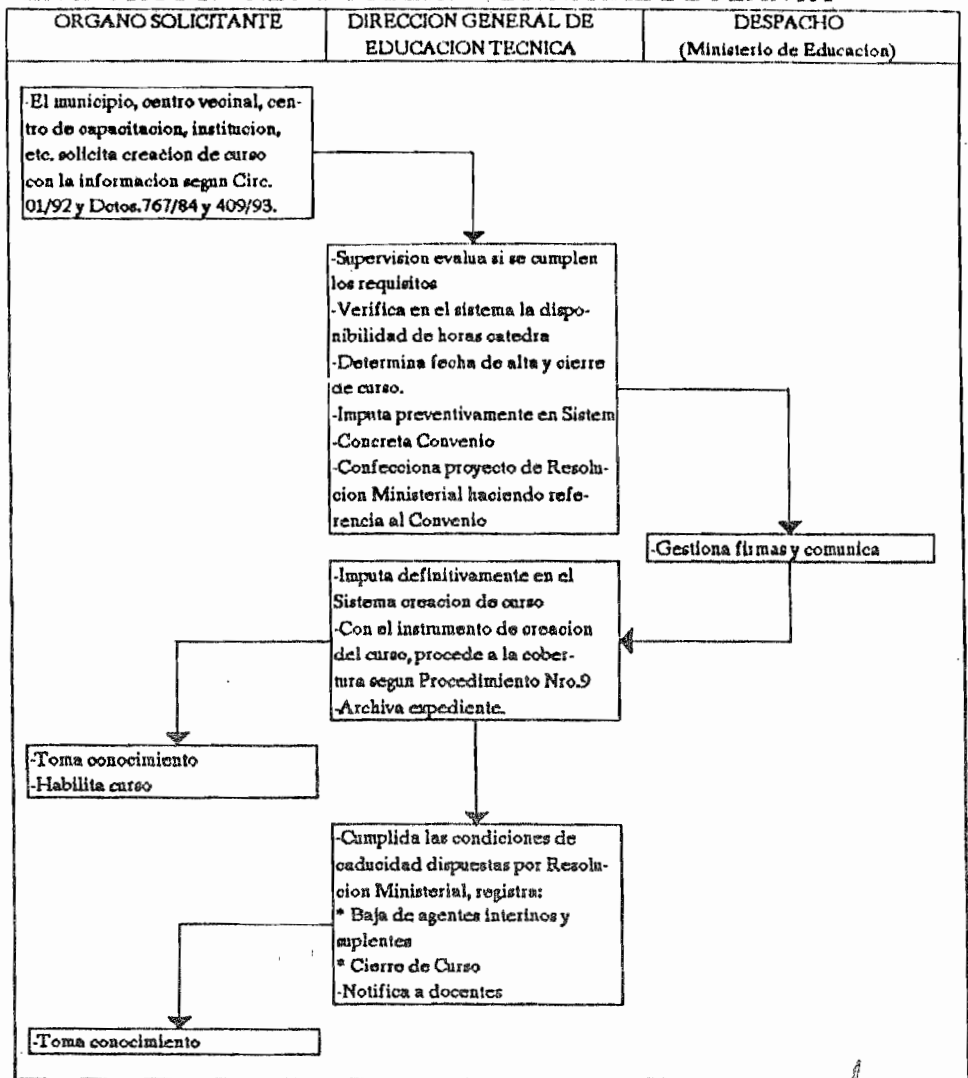 ORGANO SOLICITANTE
DIRECCION GENERAL DE
EDUCACION TECNICA
DESPACHO
(Ministerio de Educacion)
-El municipio, centro vecinal, cen-
tro de capacitacion, institucion,
etc. solicita creacion de curso
con la informacion segun Circ.
01/92 y Dctos.767/84 y 409/93.
-Supervision evalua si se cumplen
los requisitos
-Verifica en el sistema la dispo-
nibilidad de horas catedra
-Determina fecha de alta y cierre
de curso.
-Imputa preventivamente en Sistem
-Concreta Convenio
-Confecciona proyecto de Resolu-
cion Ministerial haciendo refe-
rencia al Convenio
-Gestiona firmas y comunica
-Imputa definitivamente en el
Sistema creacion de curso
-Con el instrumento de creacion
del curso, procede a la cober-
tura segun Procedimiento Nro.9
-Archiva expediente.
-Toma conocimiento
-Habilita curso
-Cumplida las condiciones de
caducidad dispuestas por Resolu-
cion Ministerial, registra:
* Baja de agentes interinos y
suplentes
* Cierre de Curso
-Notifica a docentes
-Toma conocimiento